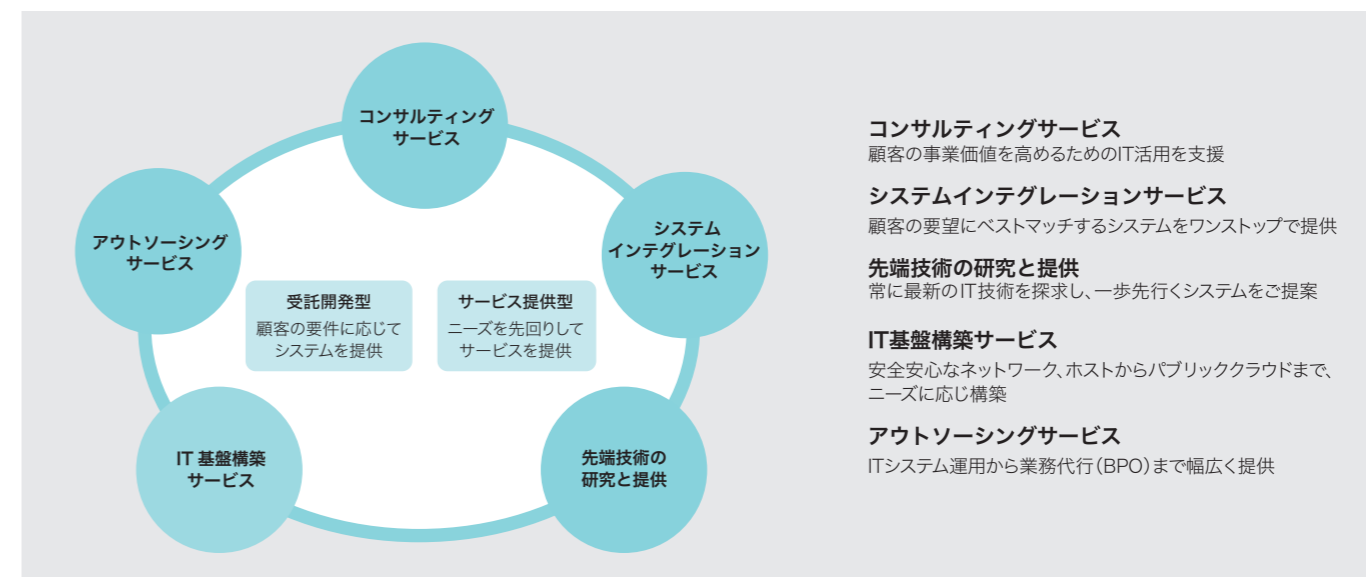 コンサルティング
サービス
アウトソーシング
サービス
システム
インテグレーション
サービス
受託開発型
顧客の要件に応じて
システムを提供
サービス提供型
ニーズを先回りして
サービスを提供
IT 基盤構築
サービス
先端技術の
研究と提供
コンサルティングサービス
顧客の事業価値を高めるためのIT活用を支援
システムインテグレーションサービス
顧客の要望にベストマッチするシステムをワンストップで提供
先端技術の研究と提供
常に最新のIT技術を探求し、一歩先行くシステムをご提案
IT基盤構築サービス
安全安心なネットワーク、ホストからパブリッククラウドまで、
ニーズに応じ構築
アウトソーシングサービス
ITシステム運用から業務代行(BPO)まで幅広く提供